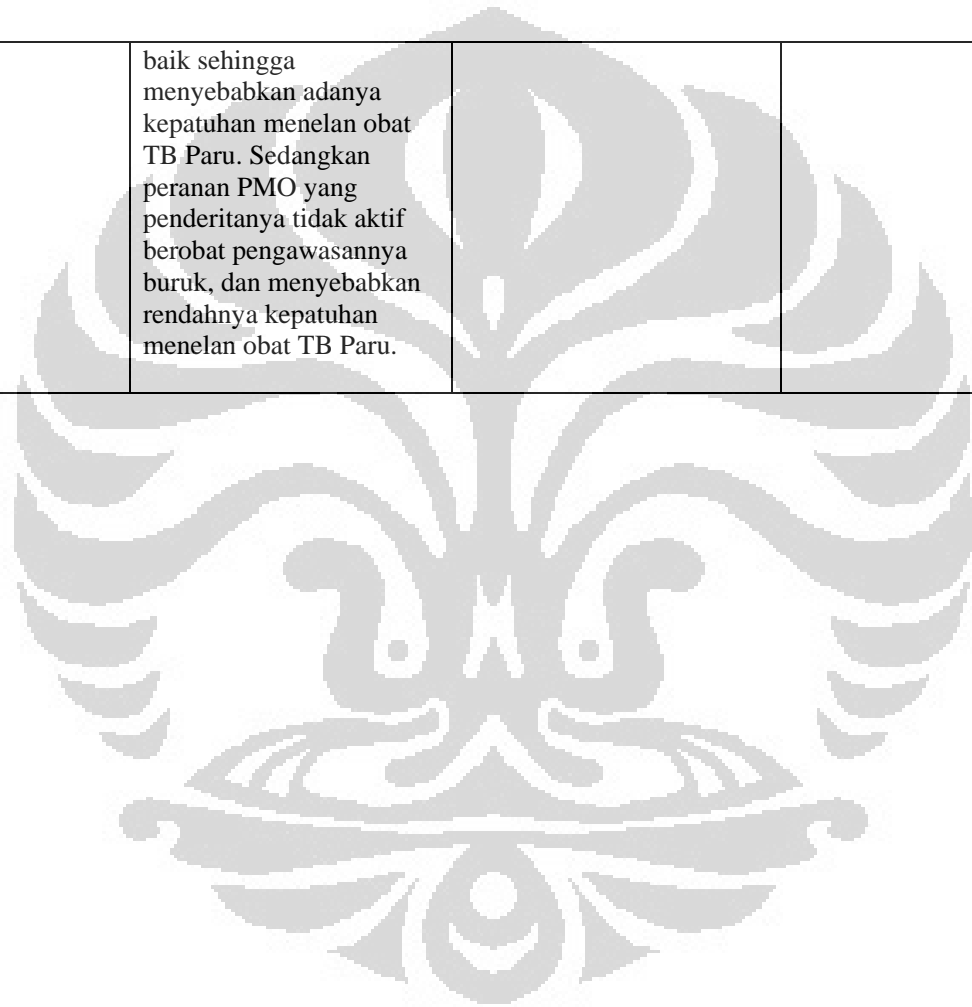 baik sehingga
menyebabkan adanya
kepatuhan menelan obat
TB Paru. Sedangkan
peranan PMO yang
penderitanya tidak aktif
berobat pengawasannya
buruk, dan menyebabkan
rendahnya kepatuhan
menelan obat TB Paru.